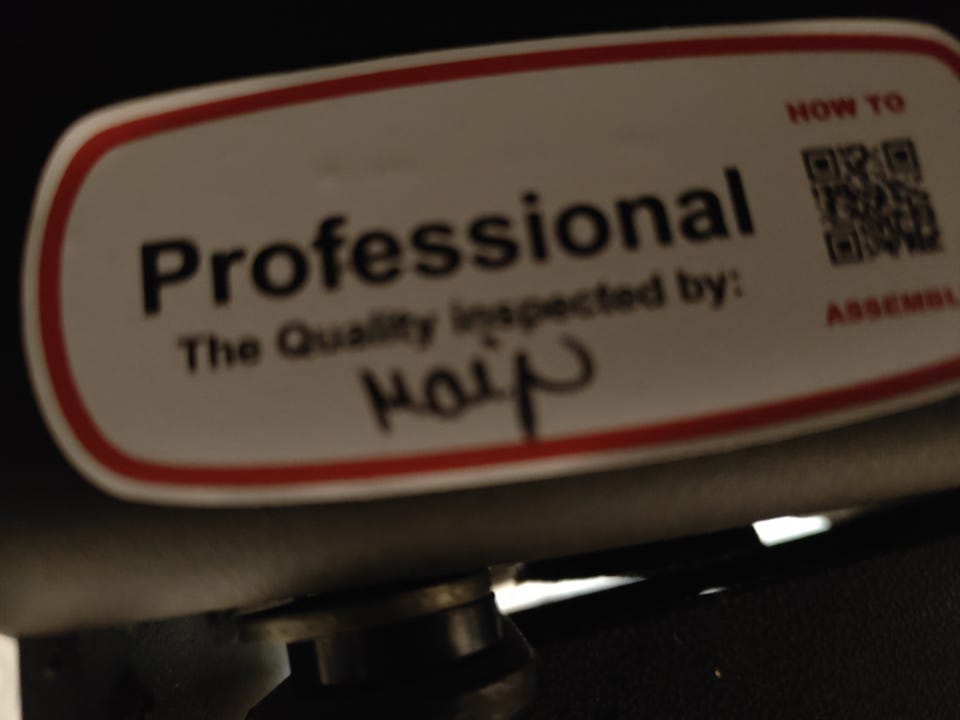 HOW TO
Professional
The Quality inspected by:
ASSEMBL